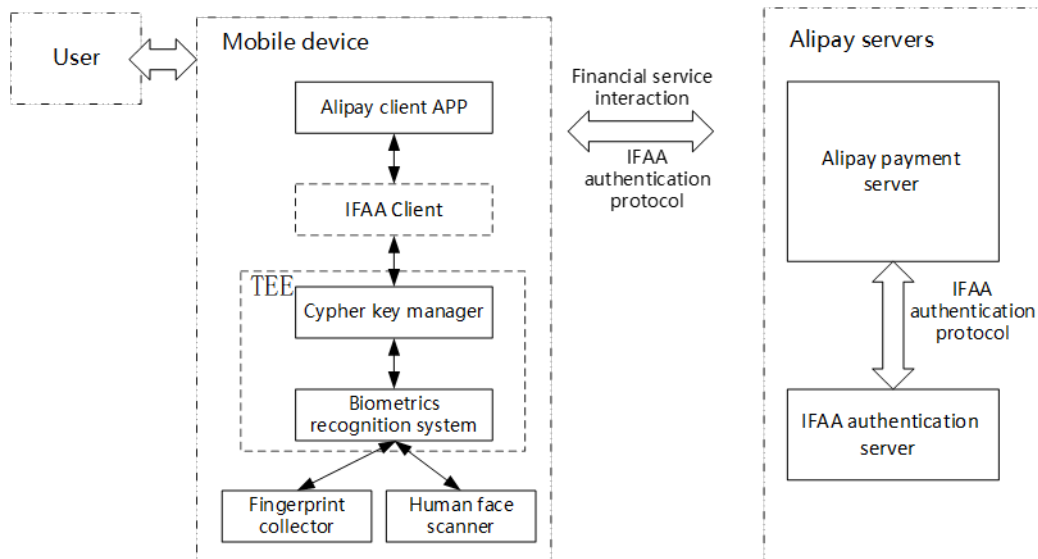 User
Mobile device
Alipay client APP
IFAA Client
TEE
Cypher key manager
Biometrics
recognition system
Fingerprint
collector
Human face
scanner
Financial service
interaction
IFAA
authentication
protocol
Alipay servers
Alipay payment
server
IFAA
authentication
protocol
IFAA authentication
server